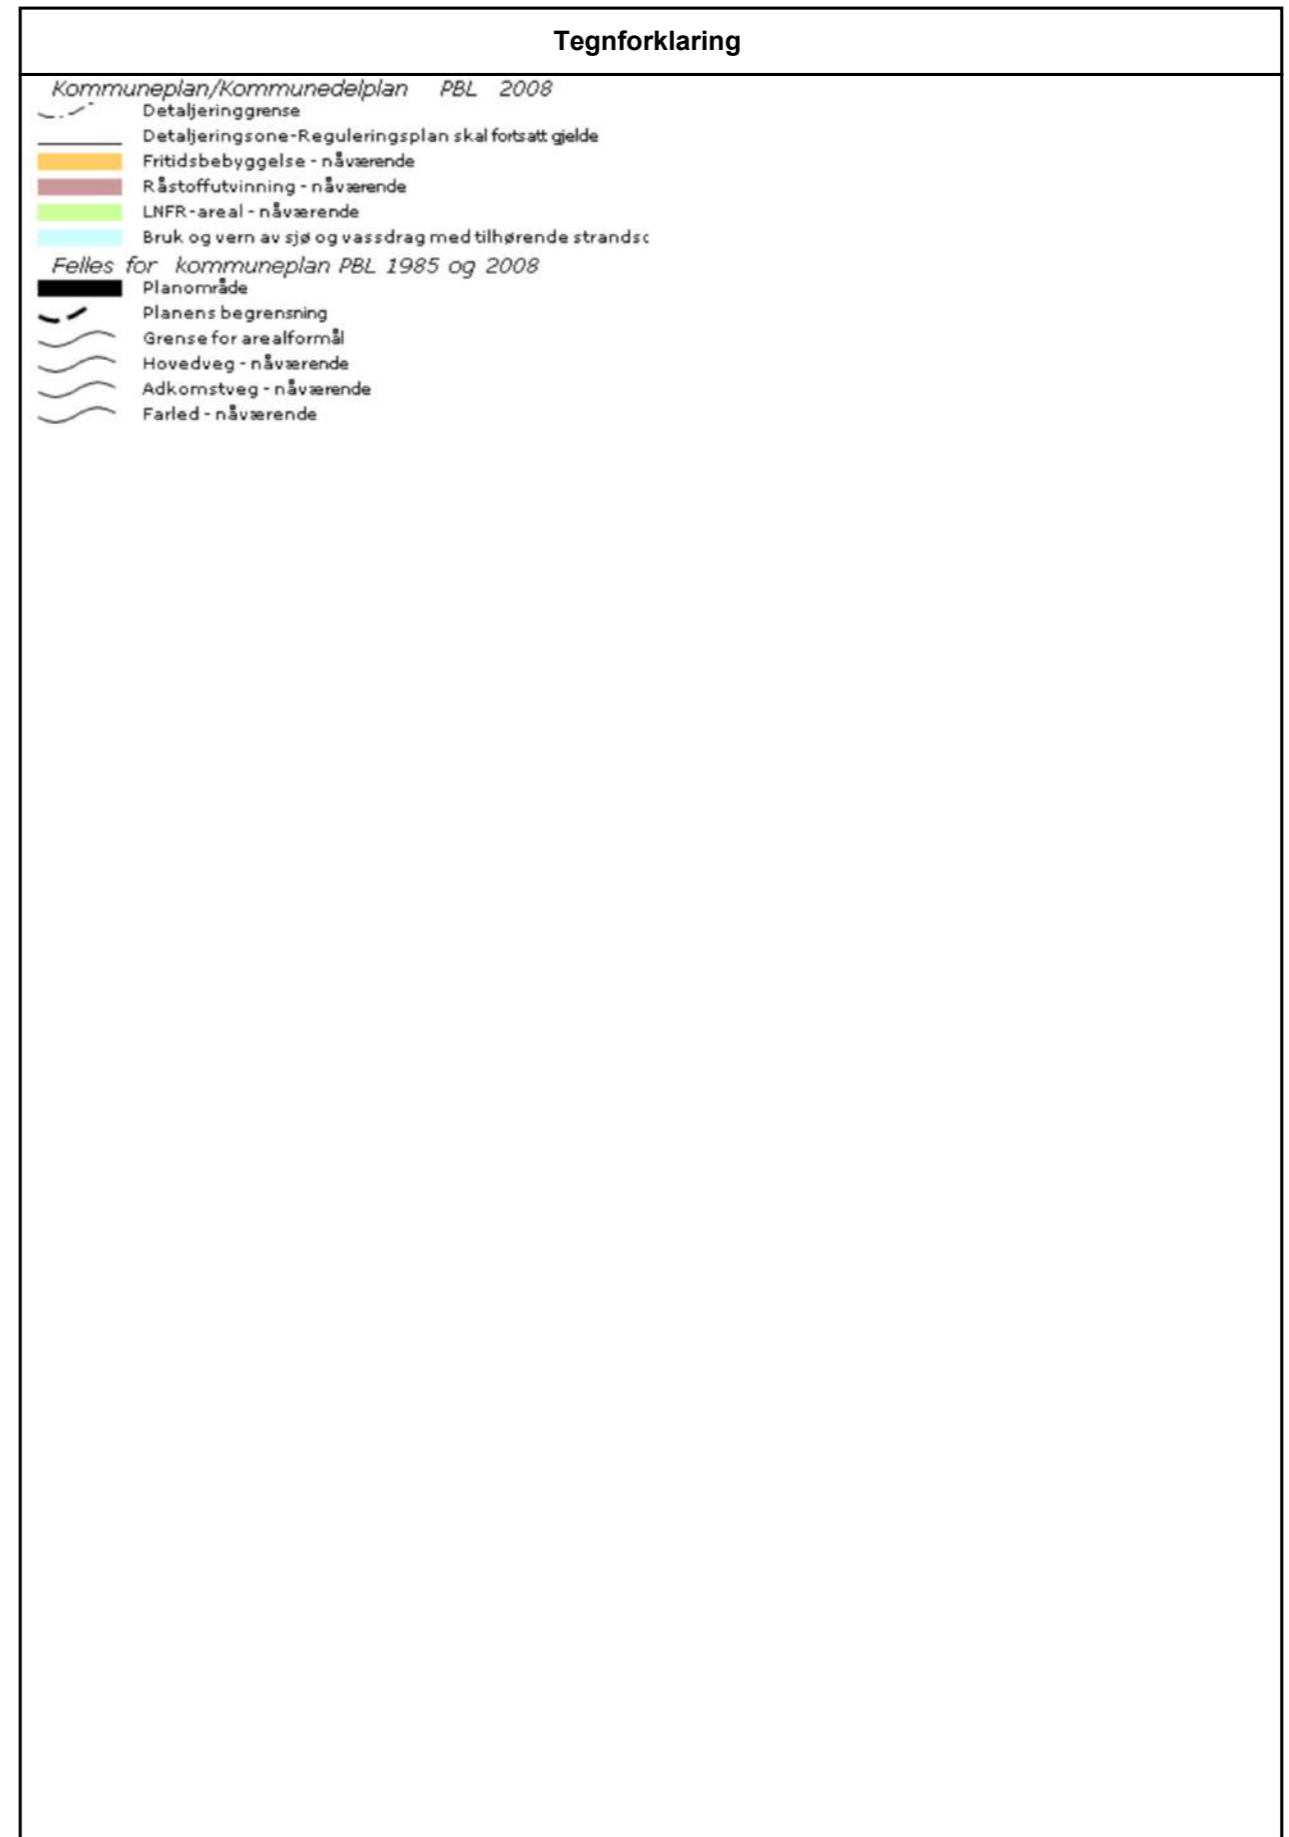 Tegnforklaring
Kommuneplan/Kommunedelplan PBL 2008
Detaljeringgrense
Detaljeringsone-Reguleringsplan skal fortsatt gjelde
Fritidsbebyggelse - nåværende
Råstoffutvinning - nåværende
LNFR-areal - nåværende
Bruk og vern av sjø og vassdrag med tilhørende strandsc
Felles for kommuneplan PBL 1985 og 2008
Planområde
Planens begrensning
Grense for arealformål
Hovedveg - nåværende
Adkomstveg - nåværende
Farled - nåværende